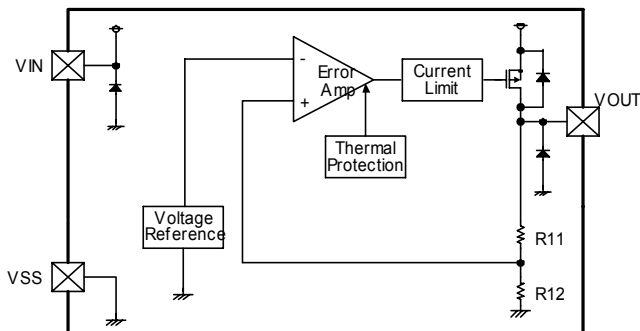 VIN
-
Error
Amp
+
Current
Limit
VOUT
Thermal
Protection
Voltage
Reference
R11
VSS
R12